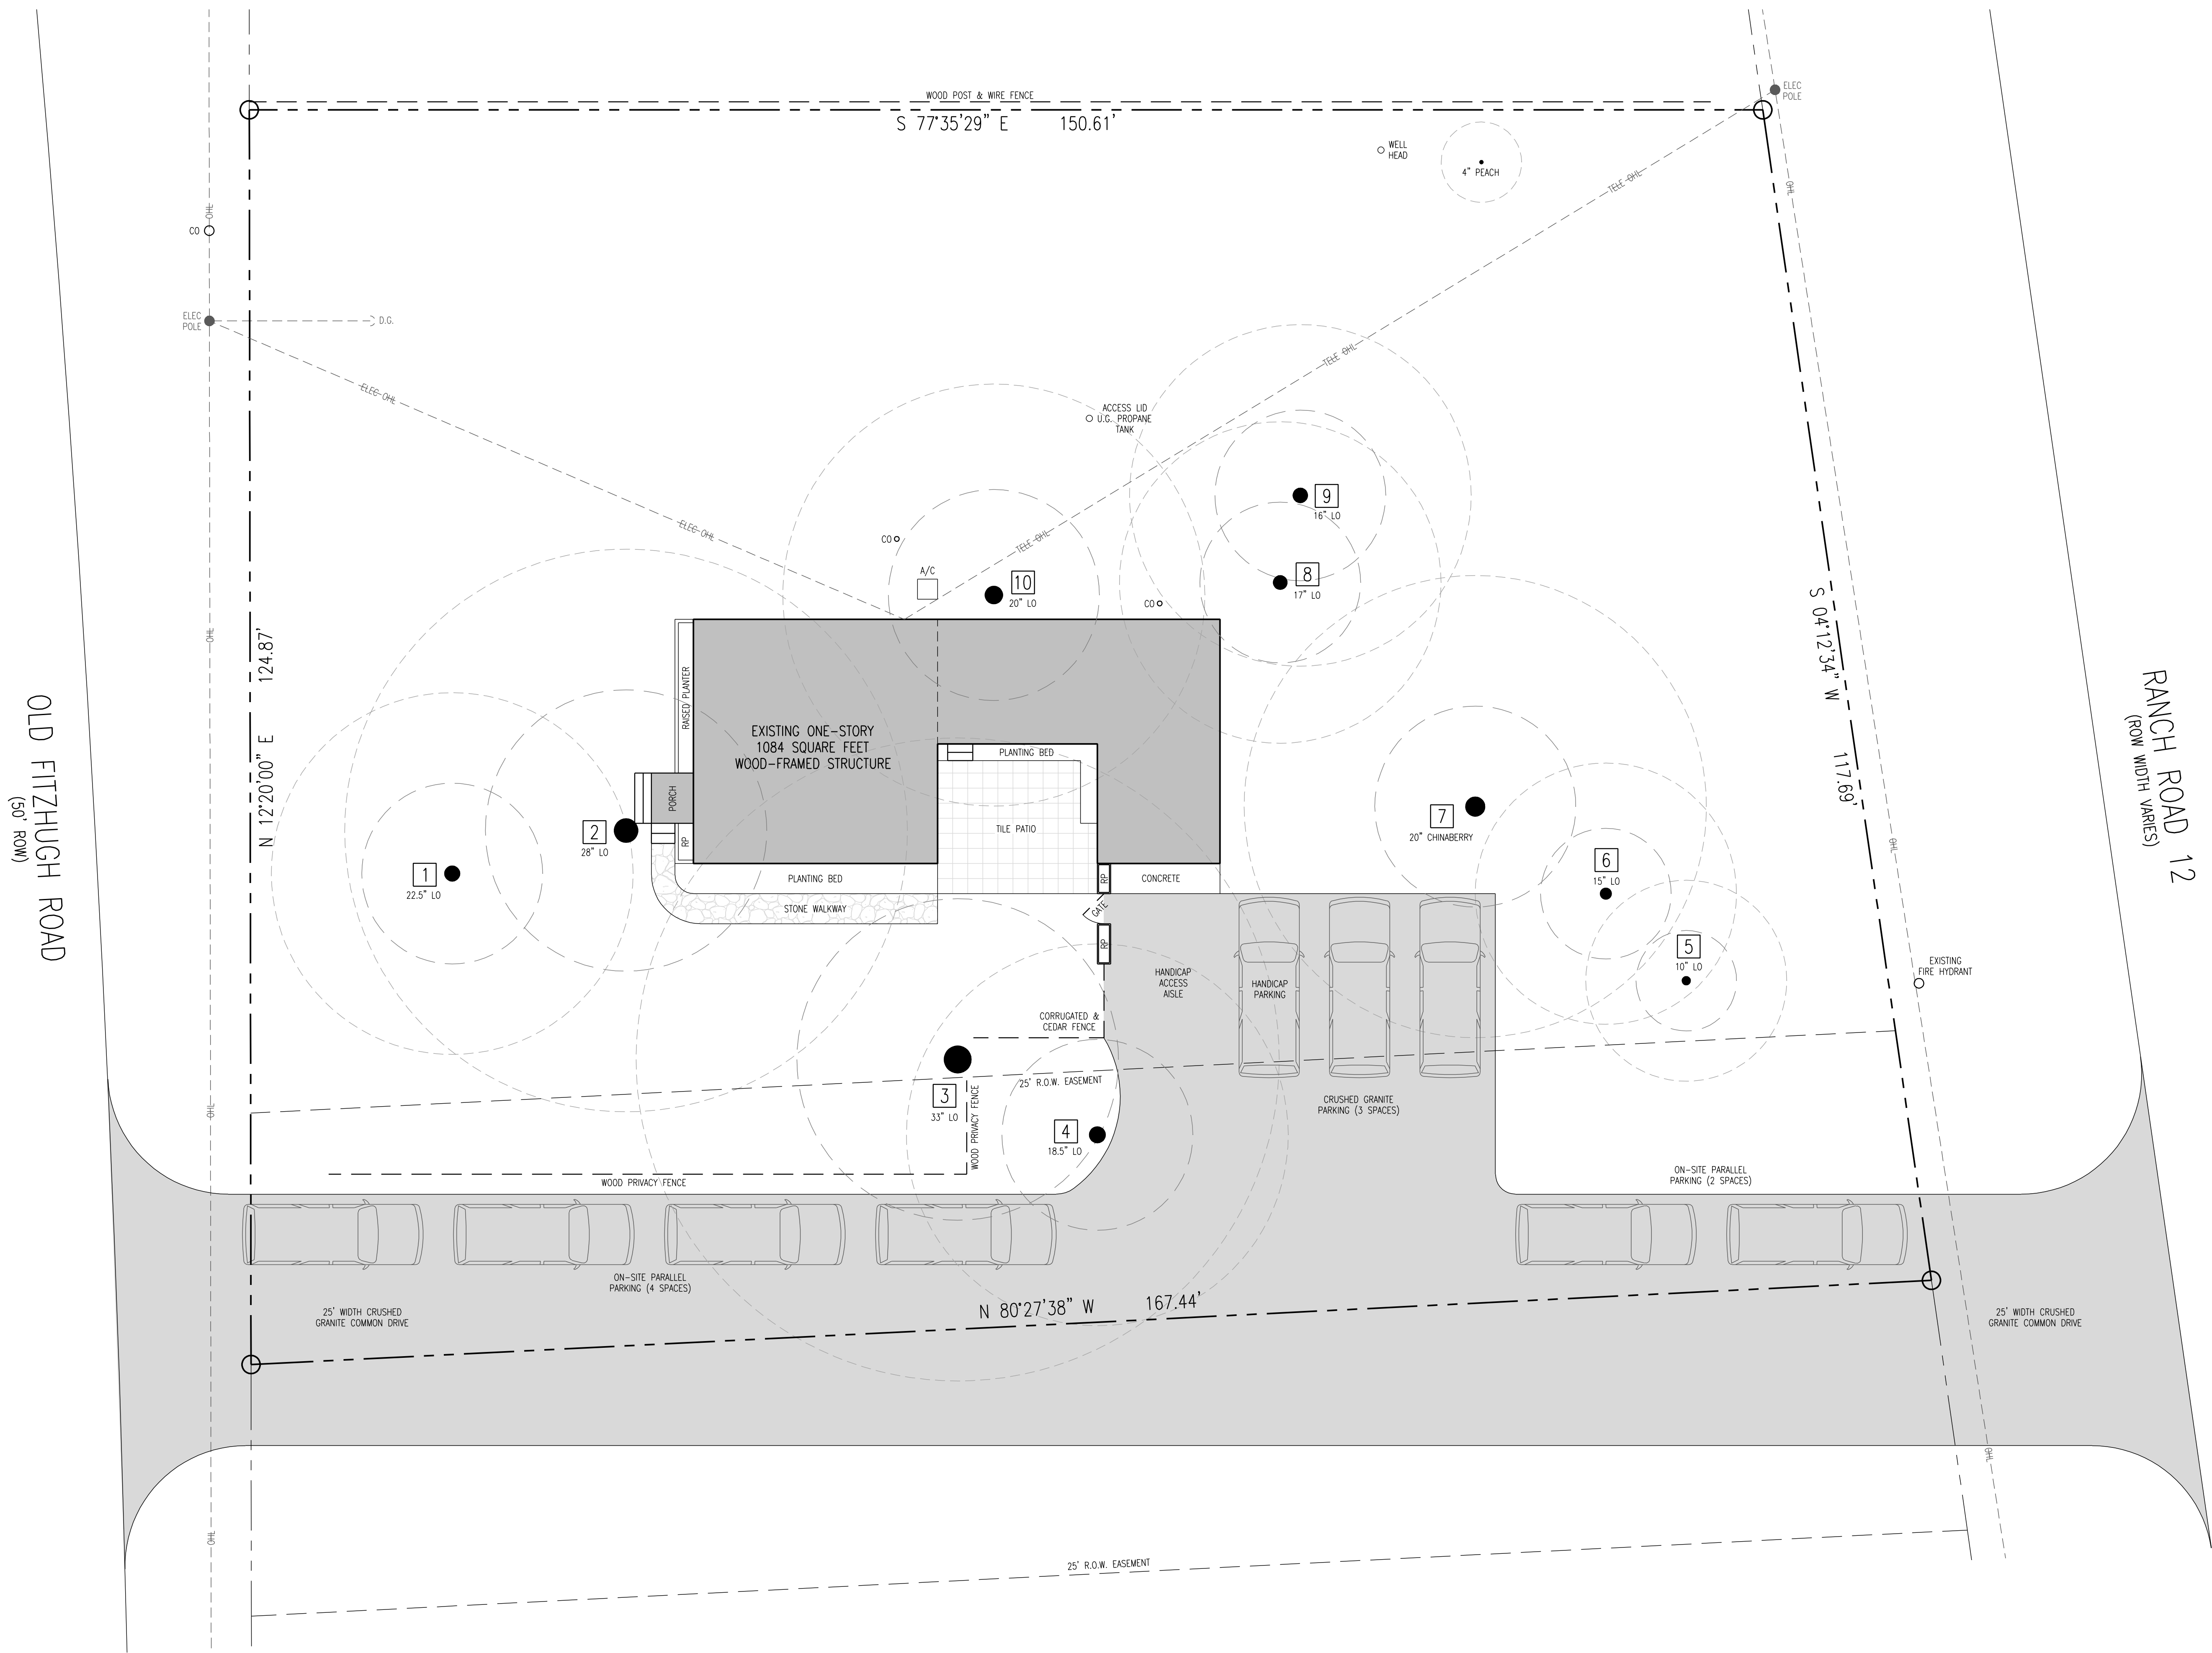 WOOD POST & WIRE FENCE
S 77°35'29" E 150.61'
ELEC
POLE
WELL
HEAD
4" PEACH
TELE OHL
OHL
OHL
CO
ELEC
POLE
D.G.
ELEC OHL
TELE OHL
ACCESS LID
U.G. PROPANE
TANK
9
16" LO
ELEC OHL
CO
TELE OHL
A/C
10
20" LO
8
17" LO
CO
S 04°12'34" W 117.69'
N 12°20'00" E 124.87'
OHL
RAISED PLANTER
EXISTING ONE-STORY
1084 SQUARE FEET
WOOD-FRAMED STRUCTURE
PLANTING BED
PORCH
RP
TILE PATIO
OLD FITZHUGH ROAD
(50' ROW)
RANCH ROAD 12
(ROW WIDTH VARIES)
2
28" LO
1
22.5" LO
7
20" CHINABERRY
6
15" LO
OHL
PLANTING BED
RP
CONCRETE
STONE WALKWAY
GATE
RP
5
10" LO
EXISTING
FIRE HYDRANT
HANDICAP
ACCESS
AISLE
HANDICAP
PARKING
CORRUGATED &
CEDAR FENCE
25' R.O.W. EASEMENT
3
33" LO
WOOD PRIVACY FENCE
4
18.5" LO
CRUSHED GRANITE
PARKING (3 SPACES)
OHL
WOOD PRIVACY FENCE
ON-SITE PARALLEL
PARKING (2 SPACES)
ON-SITE PARALLEL
PARKING (4 SPACES)
25' WIDTH CRUSHED
GRANITE COMMON DRIVE
N 80°27'38" W 167.44'
25' WIDTH CRUSHED
GRANITE COMMON DRIVE
OHL
OHL
25' R.O.W. EASEMENT